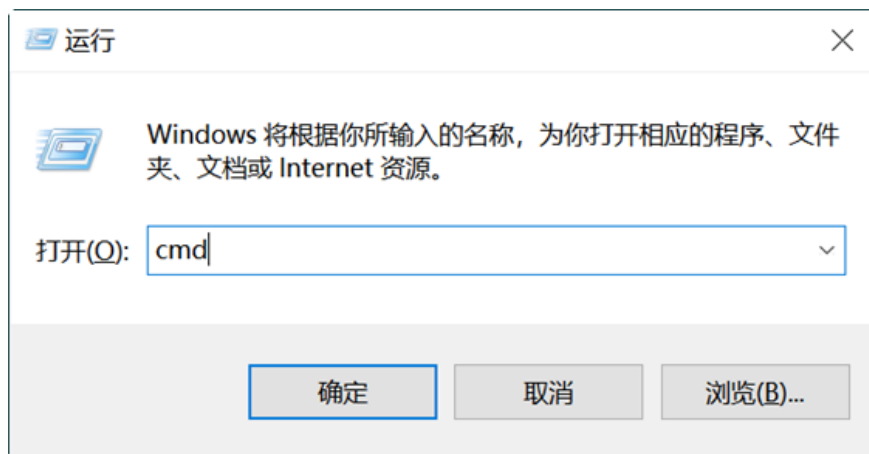 运行
Windows 将根据你所输入的名称，为你打开相应的程序、文件
夹、文档或 Internet 资源。
打开(O): cmd
确定 取消 浏览(B)...